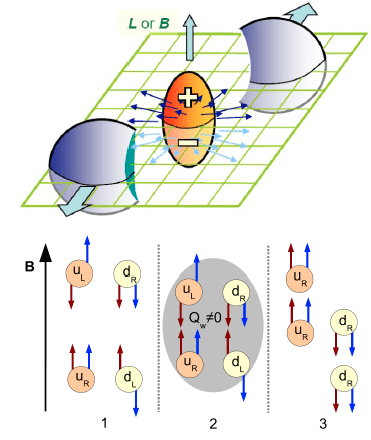 L or B
+
−
B
u_L d_R u_L d_R u_R
Q_w≠0 u_R d_R
u_R d_L u_R d_L d_R
1 2 3